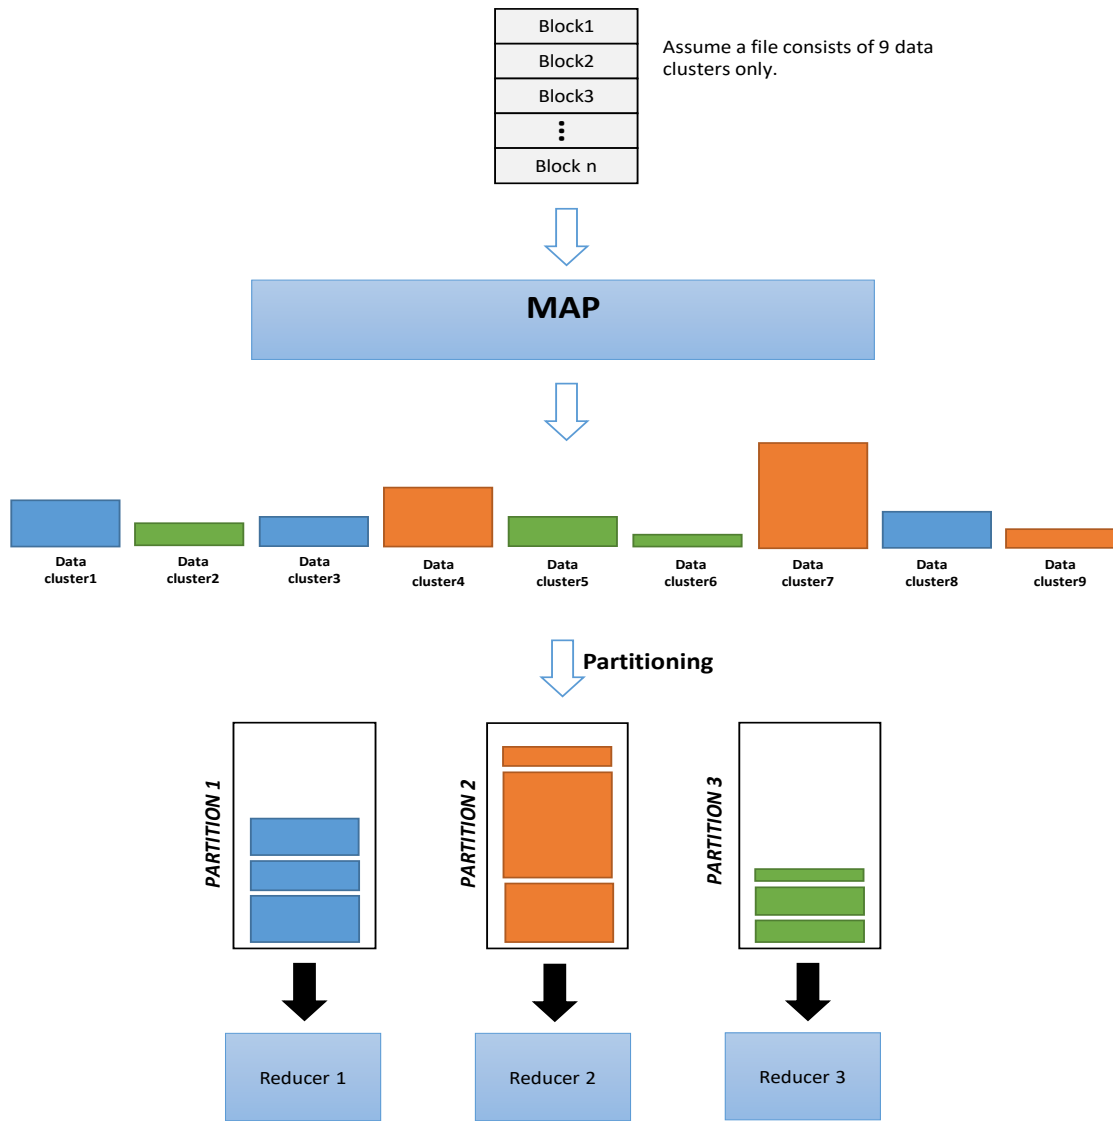 Block1
Block2
Block3
Block n
Assume a file consists of 9 data
clusters only.
MAP
Data
cluster1
Data
cluster2
Data
cluster3
Data
cluster4
Data
cluster5
Data
cluster6
Data
cluster7
Data
cluster8
Data
cluster9
Partitioning
PARTITION 1
PARTITION 2
PARTITION 3
Reducer 1
Reducer 2
Reducer 3